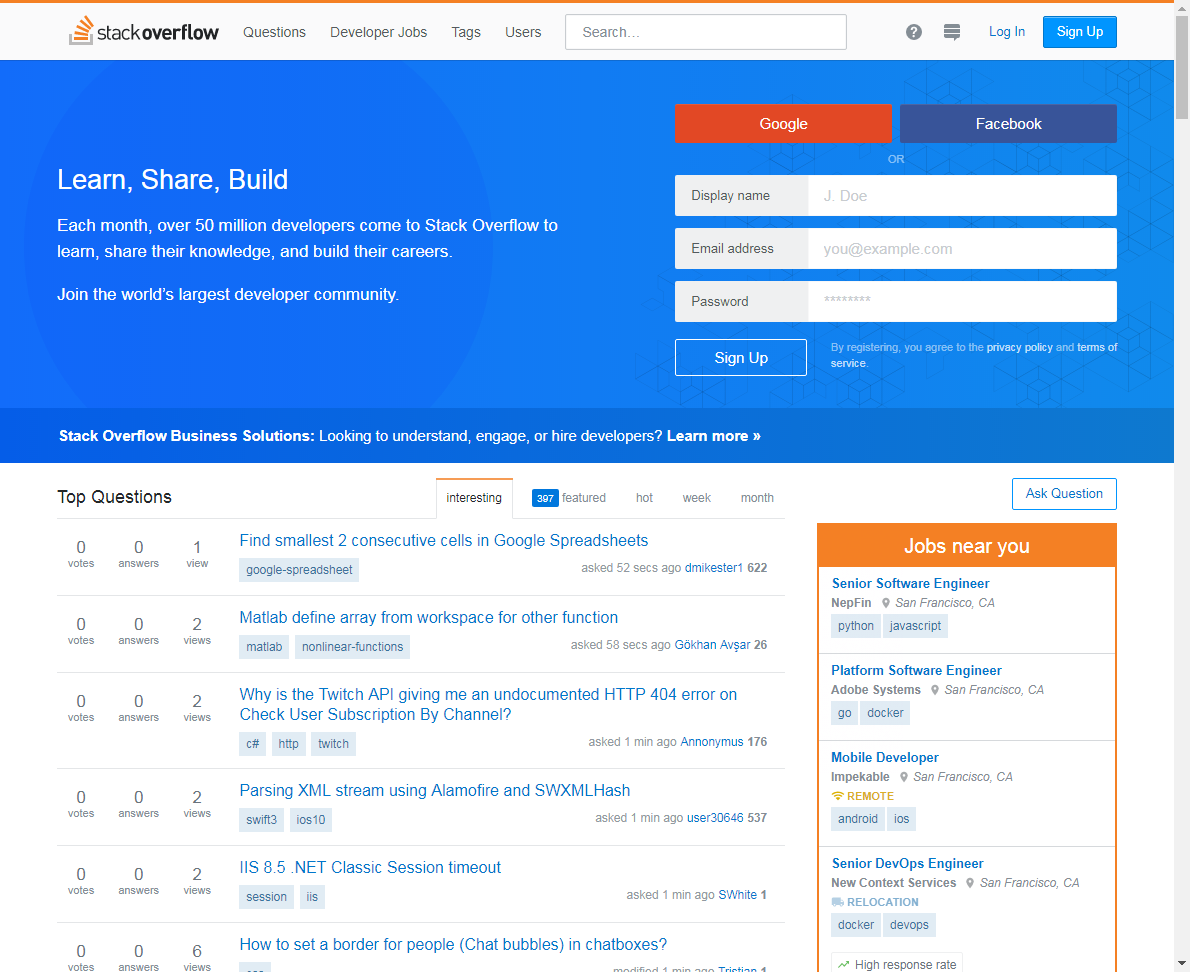 stackoverflow Questions Developer Jobs Tags Users Search... ? Log In Sign Up
Google Facebook
OR
Learn, Share, Build
Each month, over 50 million developers come to Stack Overflow to
learn, share their knowledge, and build their careers.
Join the world's largest developer community.
Display name J. Doe
Email address you@example.com
Password ********
Sign Up
By registering, you agree to the privacy policy and terms of
service.
Stack Overflow Business Solutions: Looking to understand, engage, or hire developers? Learn more »
Top Questions
interesting 397 featured hot week month
0 votes 0 answers 1 view
Find smallest 2 consecutive cells in Google Spreadsheets
google-spreadsheet
asked 52 secs ago dmikester1 622
0 votes 0 answers 2 views
Matlab define array from workspace for other function
matlab nonlinear-functions
asked 58 secs ago Gökhan Avşar 26
0 votes 0 answers 2 views
Why is the Twitch API giving me an undocumented HTTP 404 error on
Check User Subscription By Channel?
c# http twitch
asked 1 min ago Annonymus 176
0 votes 0 answers 2 views
Parsing XML stream using Alamofire and SWXMLHash
swift3 ios10
asked 1 min ago user30646 537
0 votes 0 answers 2 views
IIS 8.5 .NET Classic Session timeout
session iis
asked 1 min ago SWhite 1
0 votes 0 answers 6 views
How to set a border for people (Chat bubbles) in chatboxes?
modified 1 min ago Tristian 1
Ask Question
Jobs near you
Senior Software Engineer
NepFin San Francisco, CA
python javascript
Platform Software Engineer
Adobe Systems San Francisco, CA
go docker
Mobile Developer
Impekable San Francisco, CA
REMOTE
android ios
Senior DevOps Engineer
New Context Services San Francisco, CA
RELOCATION
docker devops
High response rate